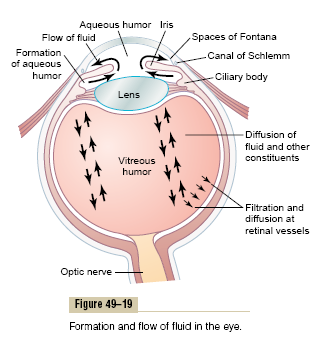 Aqueous humor
Iris
Flow of fluid
Spaces of Fontana
Formation
of aqueous
humor
Canal of Schlemm
Ciliary body
Lens
Diffusion of
fluid and other
constituents
Vitreous
humor
Filtration and
diffusion at
retinal vessels
Optic nerve
Figure 49–19
Formation and flow of fluid in the eye.